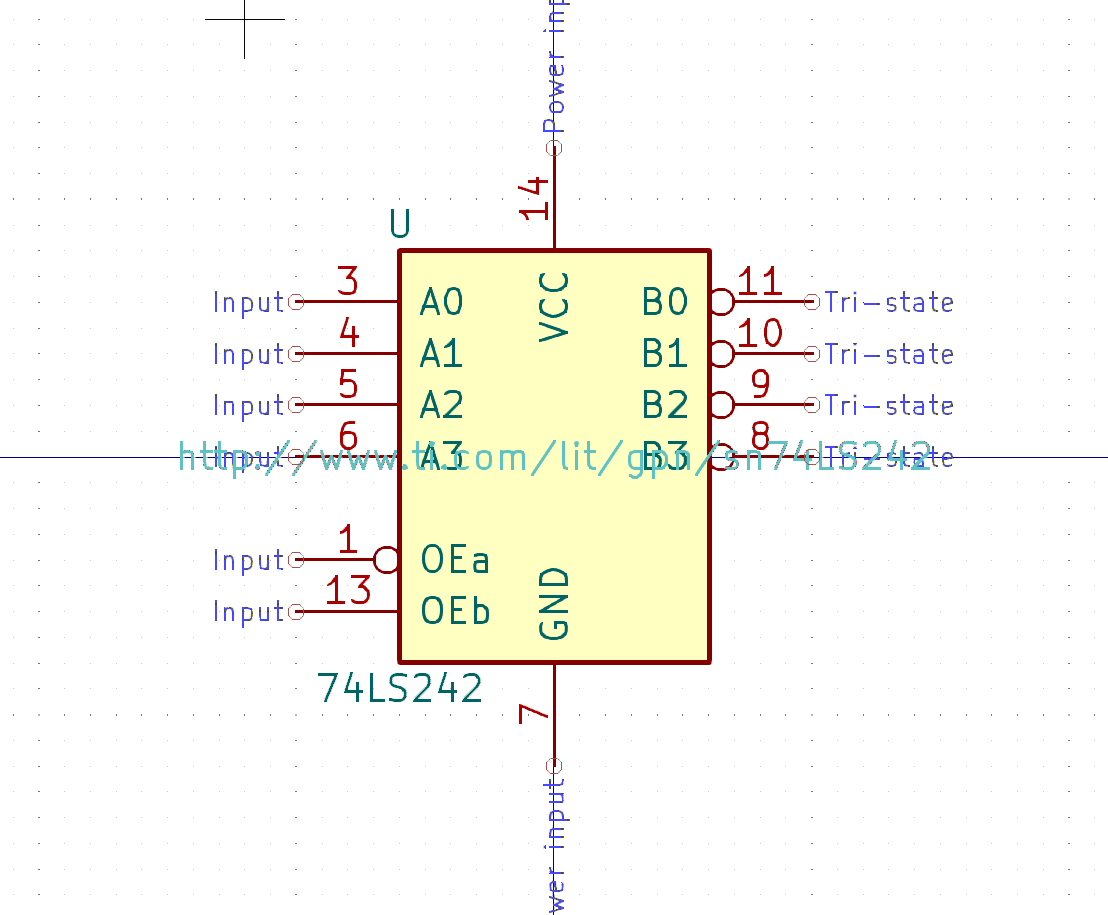 Power inp
14
U
Input 3 A0 VCC B0 11 Tri-state
Input 4 A1 B1 10 Tri-state
Input 5 A2 B2 9 Tri-state
Input 6 A3 B3 8 Tri-state
http://www.ti.com/lit/gpn/sn74LS242
Input 1 OEa
Input 13 OEb
GND
74LS242
7
wer input